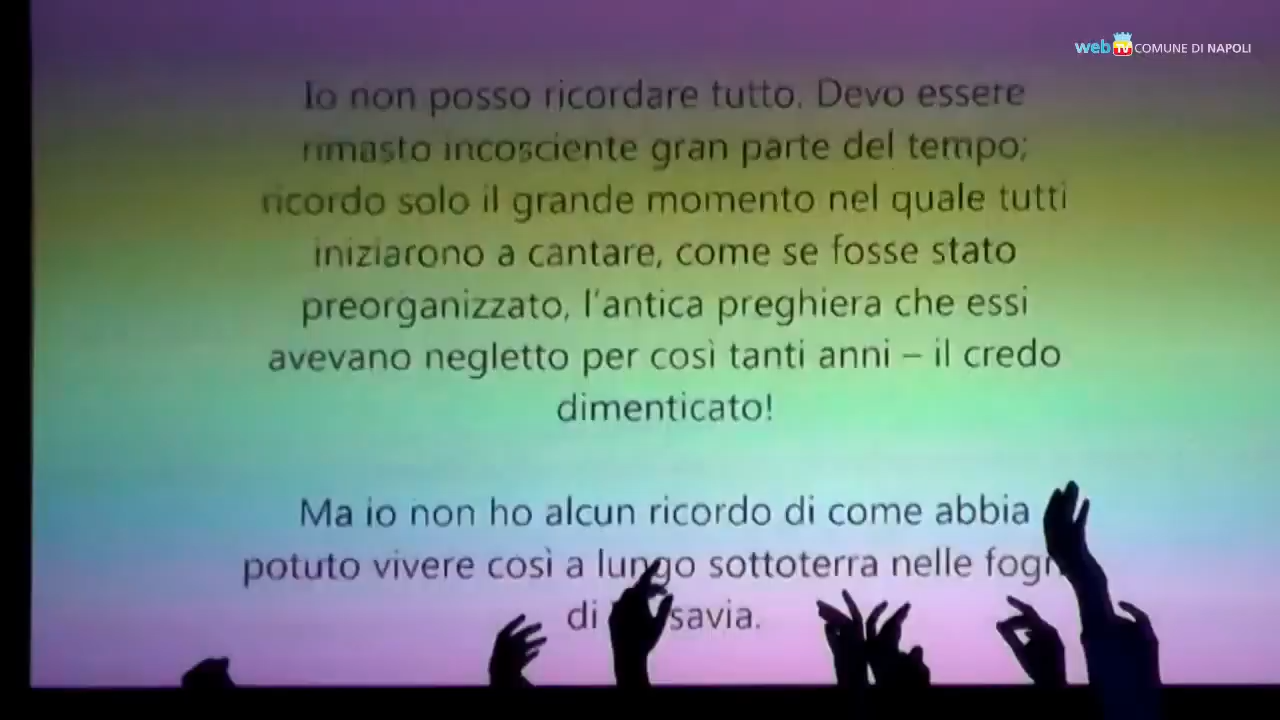 web TV COMUNE DI NAPOLI
Io non posso ricordare tutto. Devo essere
rimasto incosciente gran parte del tempo;
ricordo solo il grande momento nel quale tutti
iniziarono a cantare, come se fosse stato
preorganizzato, l'antica preghiera che essi
avevano negletto per così tanti anni – il credo
dimenticato!
Ma io non ho alcun ricordo di come abbia
potuto vivere così a lungo sottoterra nelle
di